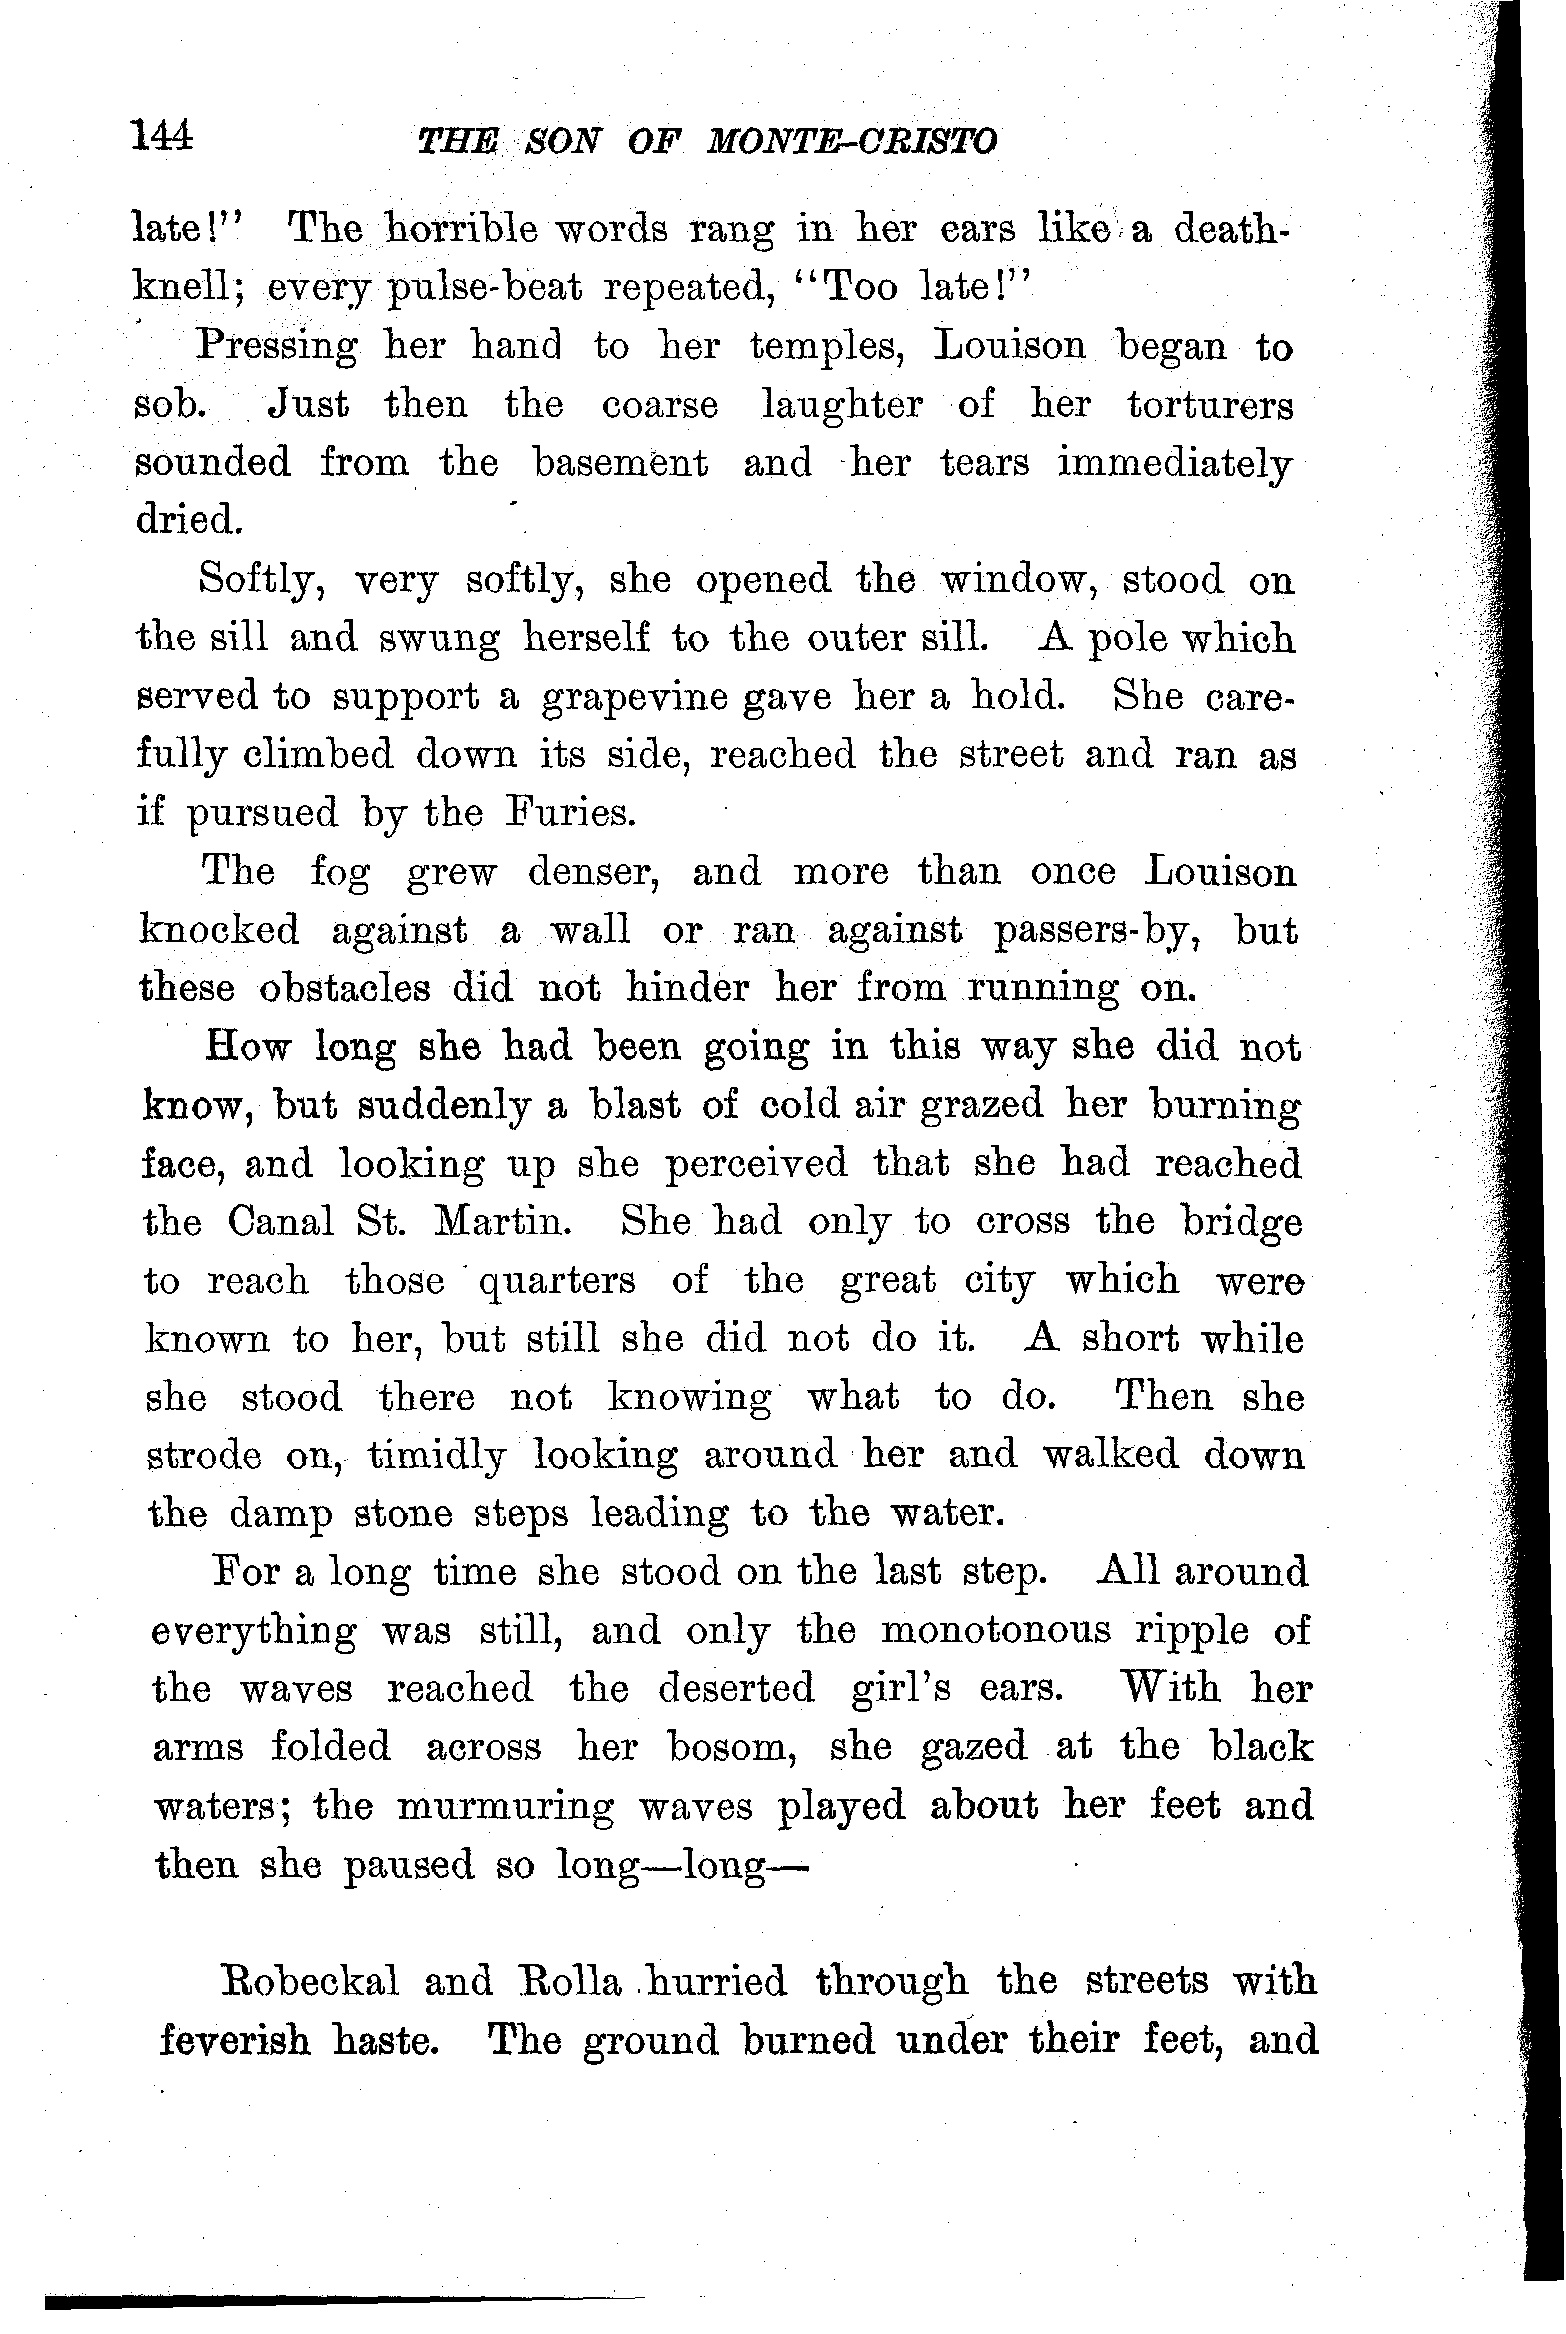 144 THE SON OF MONTE-CRISTO
late!" The horrible words rang in her ears like a death-
knell; every pulse-beat repeated, "Too late!"
Pressing her hand to her temples, Louison began to
sob. Just then the coarse laughter of her torturers
sounded from the basement and her tears immediately
dried.
Softly, very softly, she opened the window, stood on
the sill and swung herself to the outer sill. A pole which
served to support a grapevine gave her a hold. She care-
fully climbed down its side, reached the street and ran as
if pursued by the Furies.
The fog grew denser, and more than once Louison
knocked against a wall or ran against passers-by, but
these obstacles did not hinder her from running on.
How long she had been going in this way she did not
know, but suddenly a blast of cold air grazed her burning
face, and looking up she perceived that she had reached
the Canal St. Martin. She had only to cross the bridge
to reach those quarters of the great city which were
known to her, but still she did not do it. A short while
she stood there not knowing what to do. Then she
strode on, timidly looking around her and walked down
the damp stone steps leading to the water.
For a long time she stood on the last step. All around
everything was still, and only the monotonous ripple of
the waves reached the deserted girl's ears. With her
arms folded across her bosom, she gazed at the black
waters; the murmuring waves played about her feet and
then she paused so long—long—
Robeckal and Rolla hurried through the streets with
feverish haste. The ground burned under their feet, and